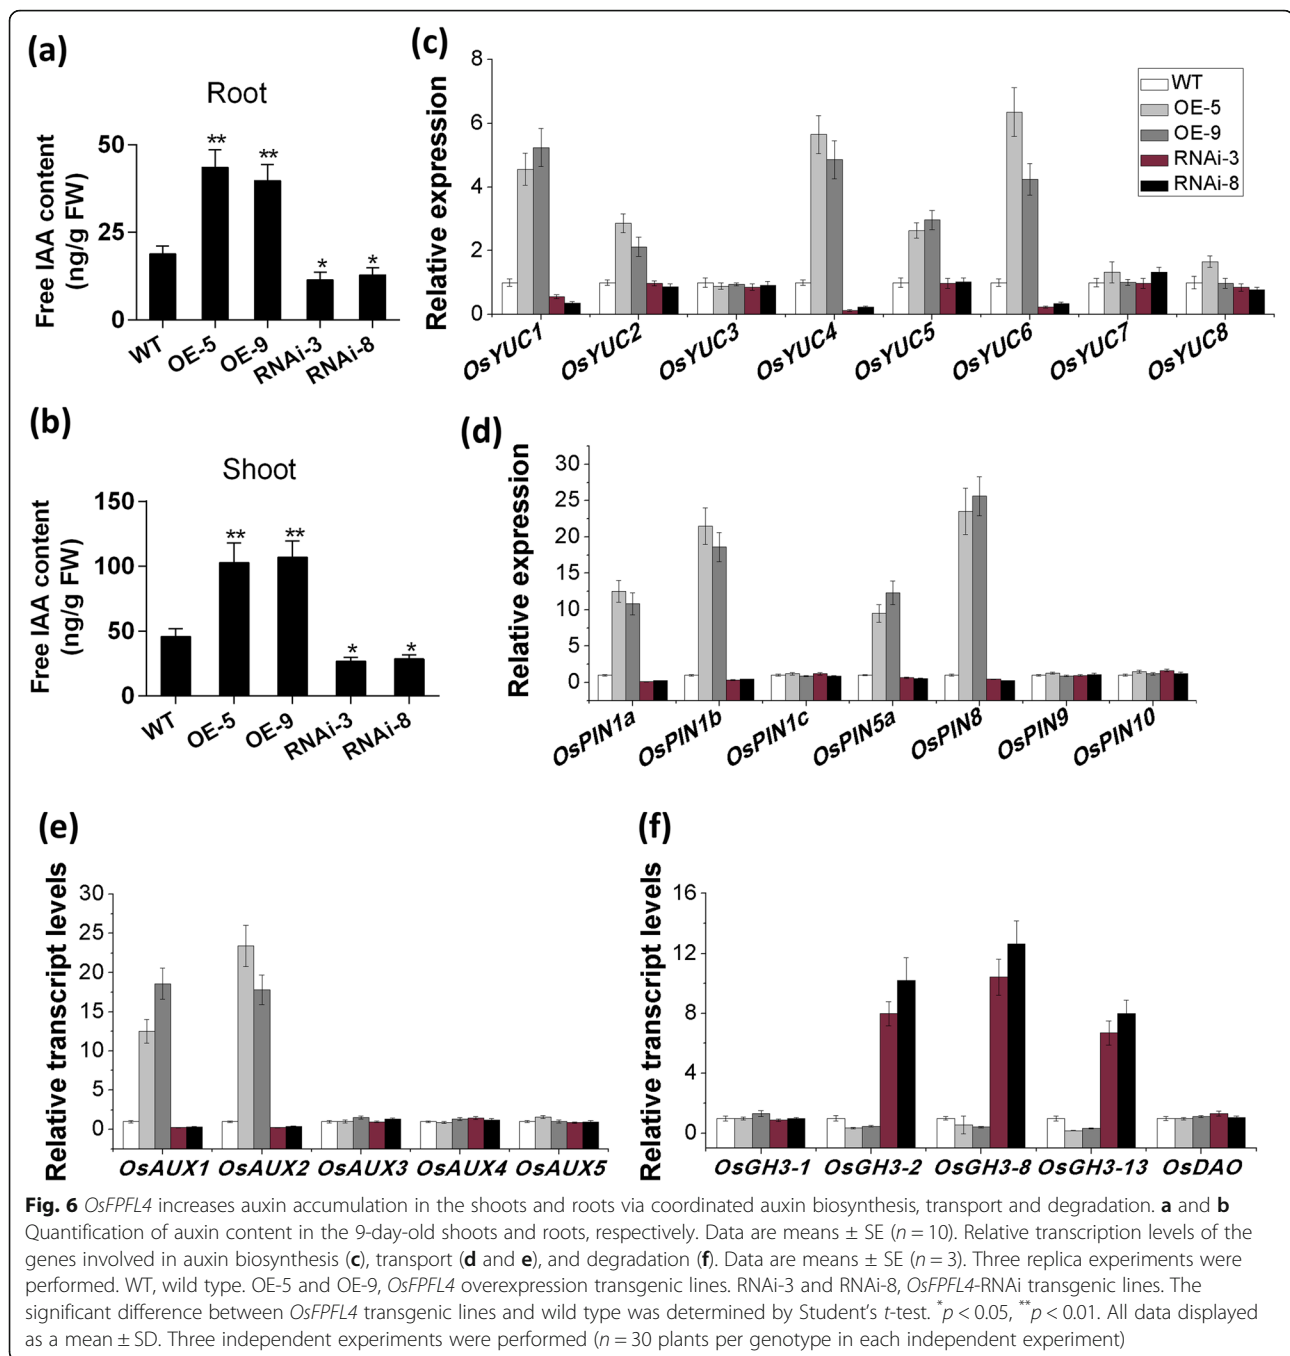 (a)
Root
Free IAA content
(ng/g FW)
50
25
0
**
**
*
*
WT
OE-5
OE-9
RNAi-3
RNAi-8
(c)
Relative expression
8
6
4
2
0
WT
OE-5
OE-9
RNAi-3
RNAi-8
OsYUC1
OsYUC2
OsYUC3
OsYUC4
OsYUC5
OsYUC6
OsYUC7
OsYUC8
(b)
Shoot
Free IAA content
(ng/g FW)
150
100
50
0
**
**
*
*
WT
OE-5
OE-9
RNAi-3
RNAi-8
(d)
Relative expression
30
25
20
15
10
5
0
OsPIN1a
OsPIN1b
OsPIN1c
OsPIN5a
OsPIN8
OsPIN9
OsPIN10
(e)
Relative transcript levels
30
25
20
15
10
5
0
OsAUX1
OsAUX2
OsAUX3
OsAUX4
OsAUX5
(f)
Relative transcript levels
16
12
8
4
0
OsGH3-1
OsGH3-2
OsGH3-8
OsGH3-13
OsDAO
Fig. 6 OsFPFL4 increases auxin accumulation in the shoots and roots via coordinated auxin biosynthesis, transport and degradation. a and b
Quantification of auxin content in the 9-day-old shoots and roots, respectively. Data are means ± SE (n = 10). Relative transcription levels of the
genes involved in auxin biosynthesis (c), transport (d and e), and degradation (f). Data are means ± SE (n = 3). Three replica experiments were
performed. WT, wild type. OE-5 and OE-9, OsFPFL4 overexpression transgenic lines. RNAi-3 and RNAi-8, OsFPFL4-RNAi transgenic lines. The
significant difference between OsFPFL4 transgenic lines and wild type was determined by Student's t-test. *p < 0.05, **p < 0.01. All data displayed
as a mean ± SD. Three independent experiments were performed (n = 30 plants per genotype in each independent experiment)